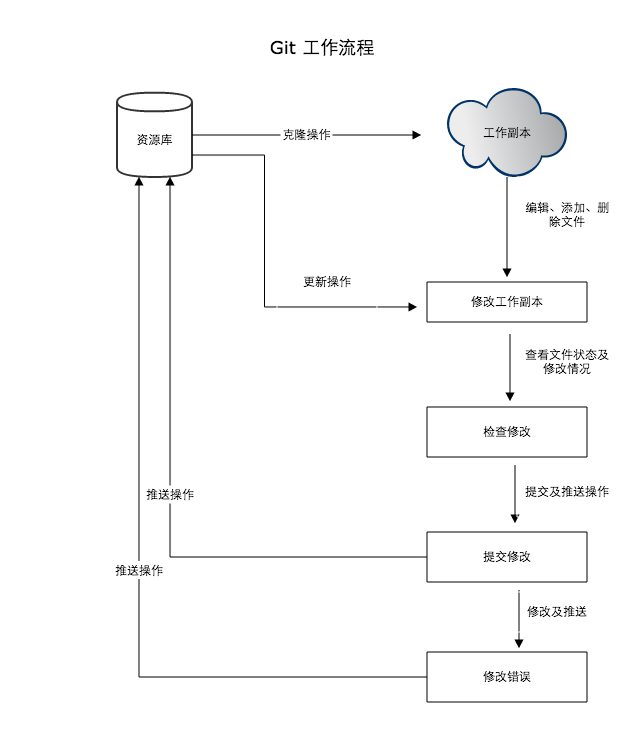 Git 工作流程
资源库
克隆操作
工作副本
编辑、添加、删
除文件
更新操作
修改工作副本
查看文件状态及
修改情况
检查修改
推送操作
提交及推送操作
提交修改
推送操作
修改及推送
修改错误